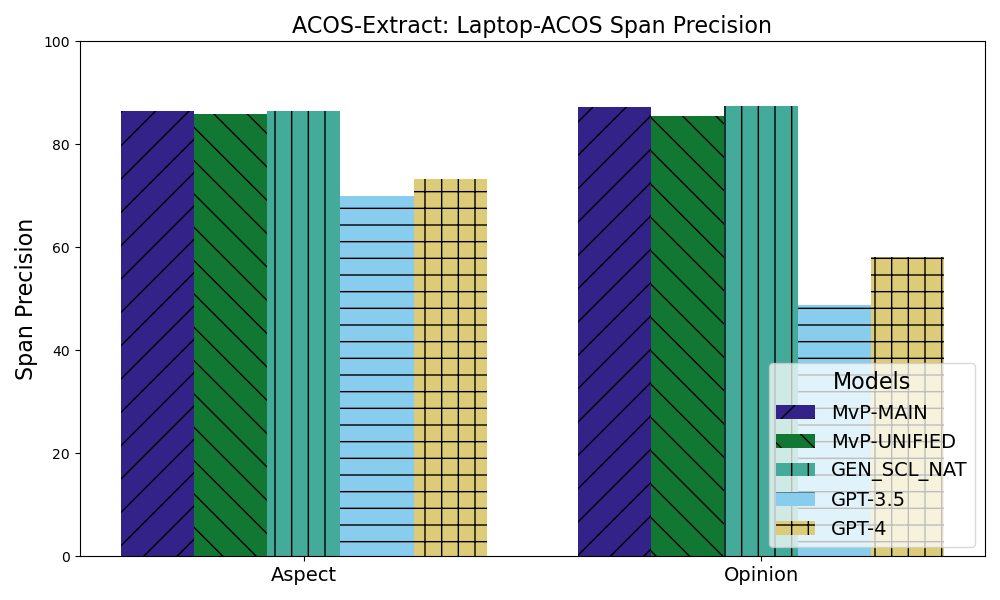 ACOS-Extract: Laptop-ACOS Span Precision
Span Precision
100
80
60
40
20
0
Aspect
Opinion
Models
MvP-MAIN
MvP-UNIFIED
GEN_SCL_NAT
GPT-3.5
GPT-4